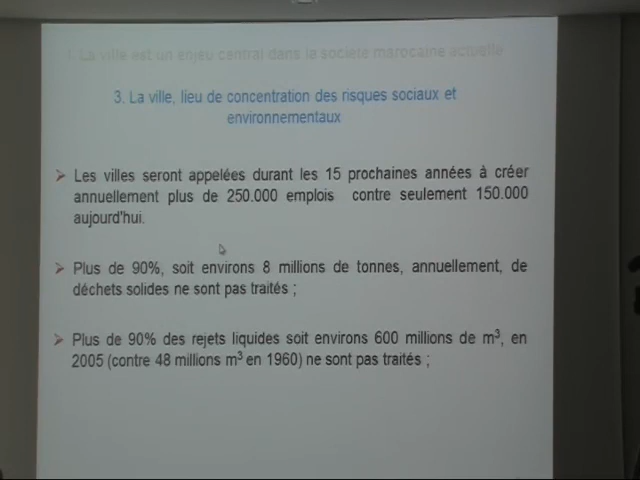 1. La ville est un enjeu central dans la société marocaine actuelle
3. La ville, lieu de concentration des risques sociaux et
environnementaux
➢ Les villes seront appelées durant les 15 prochaines années à créer
annuellement plus de 250.000 emplois contre seulement 150.000
aujourd'hui.
➢ Plus de 90%, soit environs 8 millions de tonnes, annuellement, de
déchets solides ne sont pas traités ;
➢ Plus de 90% des rejets liquides soit environs 600 millions de m³, en
2005 (contre 48 millions m³ en 1960) ne sont pas traités ;